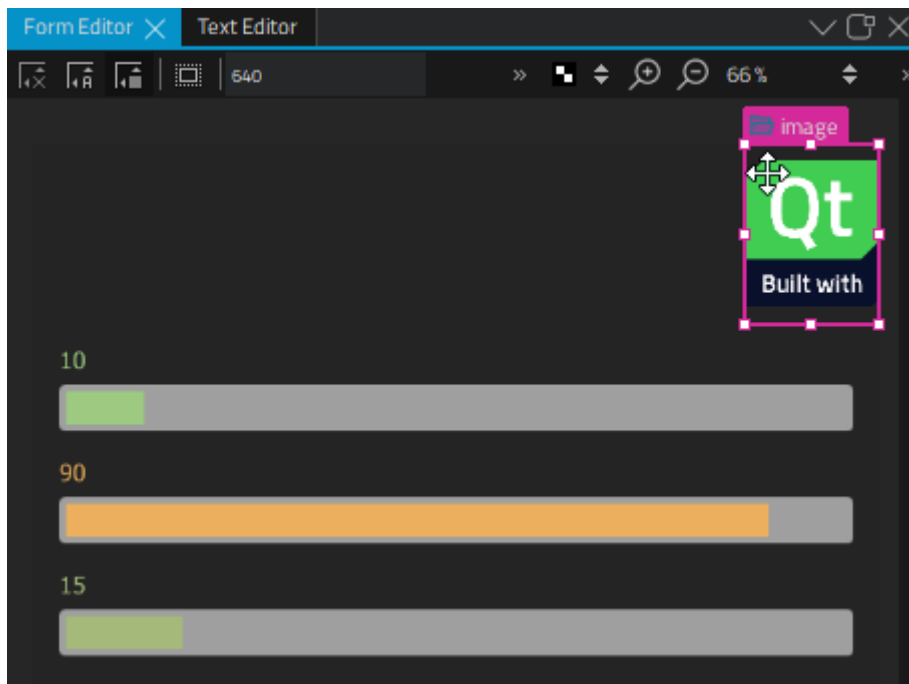 Form Editor Text Editor
640 » 66 % »
image
Qt
Built with
10
90
15